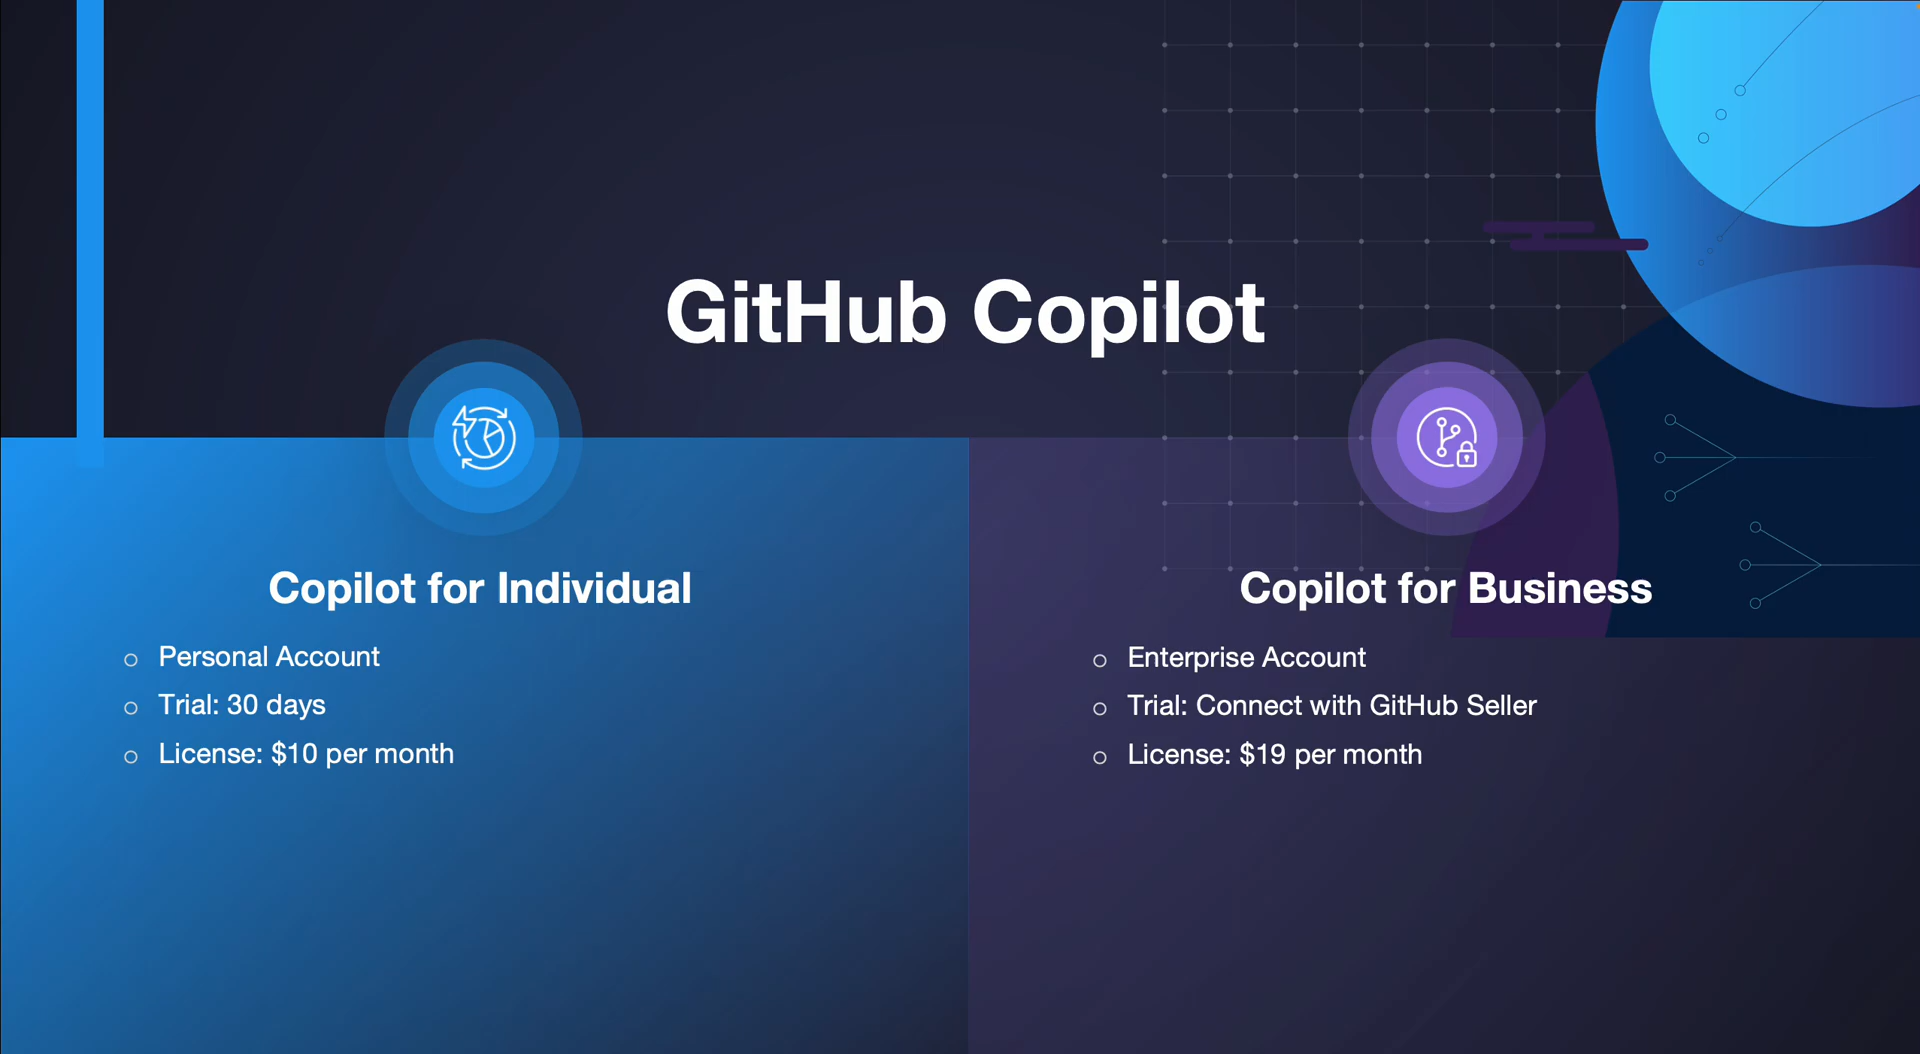 GitHub Copilot
Copilot for Individual
○ Personal Account
○ Trial: 30 days
○ License: $10 per month
Copilot for Business
○ Enterprise Account
○ Trial: Connect with GitHub Seller
○ License: $19 per month